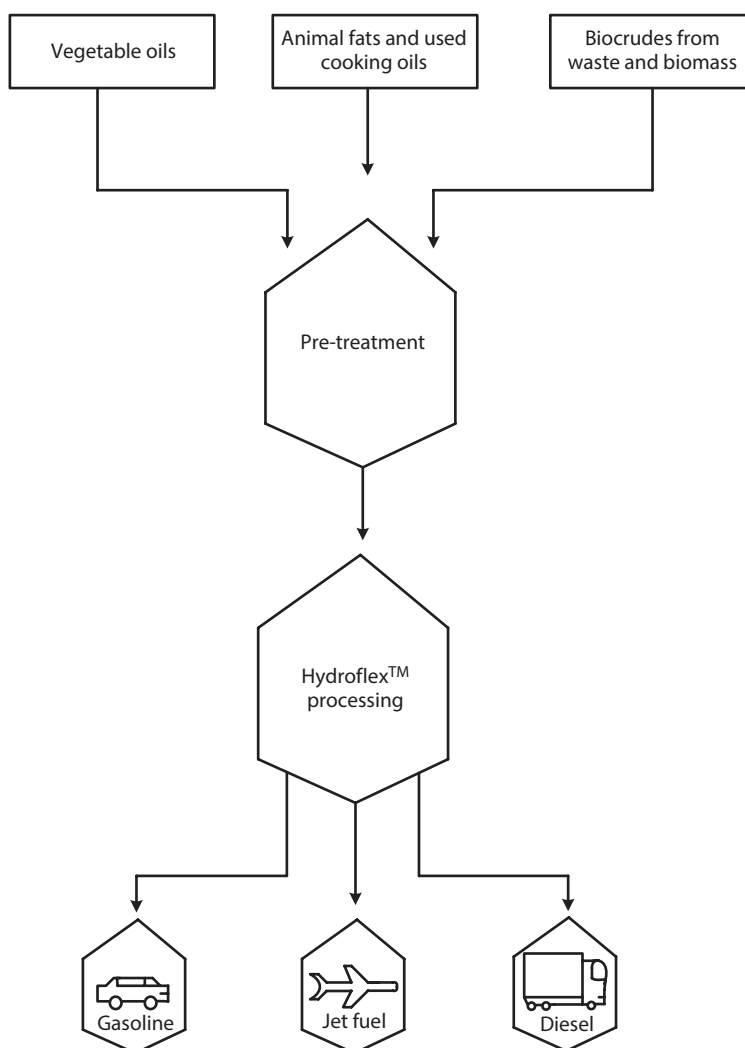 Vegetable oils
Animal fats and used
cooking oils
Biocrudes from
waste and biomass
Pre-treatment
Hydroflex™
processing
Gasoline
Jet fuel
Diesel